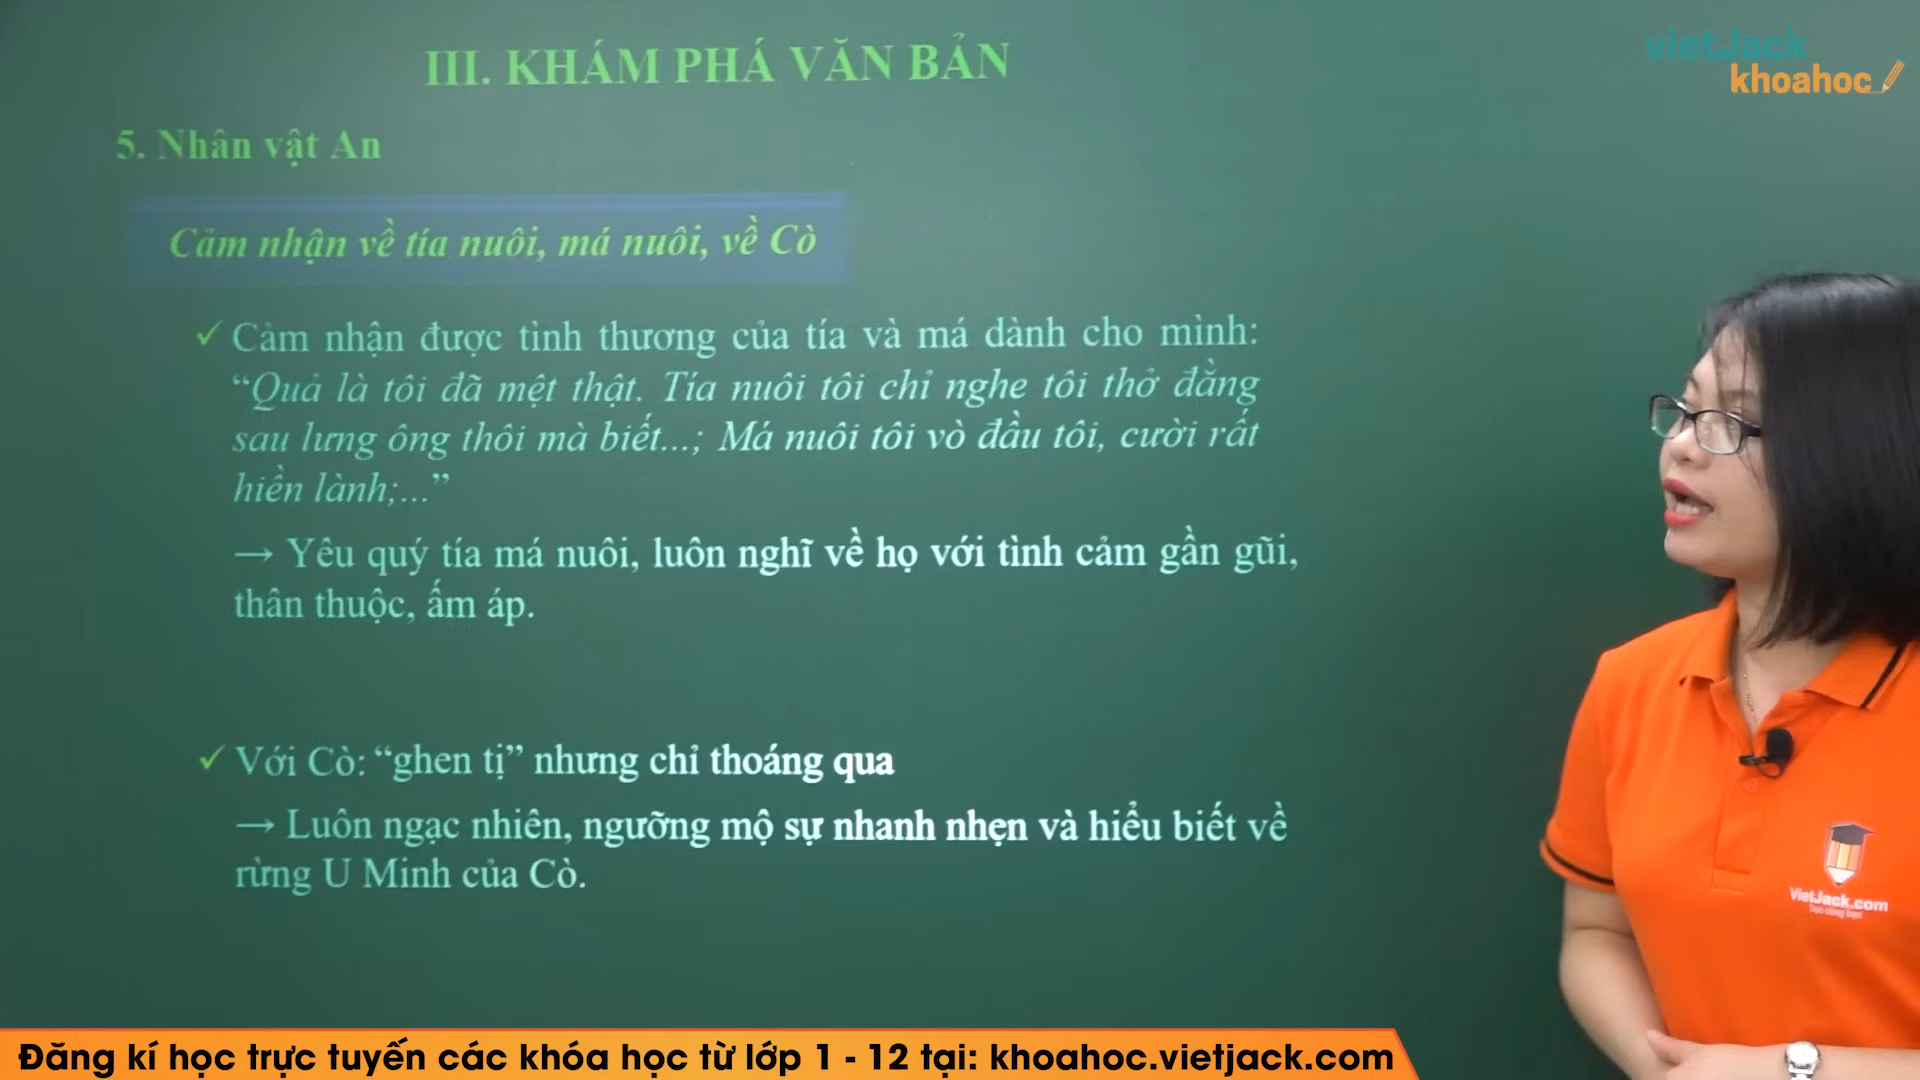 III. KHÁM PHÁ VĂN BẢN
vietJack
khoahoc
5. Nhân vật An
Cảm nhận về tía nuôi, má nuôi, về Cò
✓ Cảm nhận được tình thương của tía và má dành cho mình:
“Quả là tôi đã mệt thật. Tía nuôi tôi chỉ nghe tôi thở đằng
sau lưng ông thôi mà biết...; Má nuôi tôi vò đầu tôi, cười rất
hiền lành;...”
→ Yêu quý tía má nuôi, luôn nghĩ về họ với tình cảm gần gũi,
thân thuộc, ấm áp.
✓ Với Cò: “ghen tị” nhưng chỉ thoáng qua
→ Luôn ngạc nhiên, ngưỡng mộ sự nhanh nhẹn và hiểu biết về
rừng U Minh của Cò.
VietJack.com
Đăng kí học trực tuyến các khóa học từ lớp 1 - 12 tại: khoahoc.vietjack.com